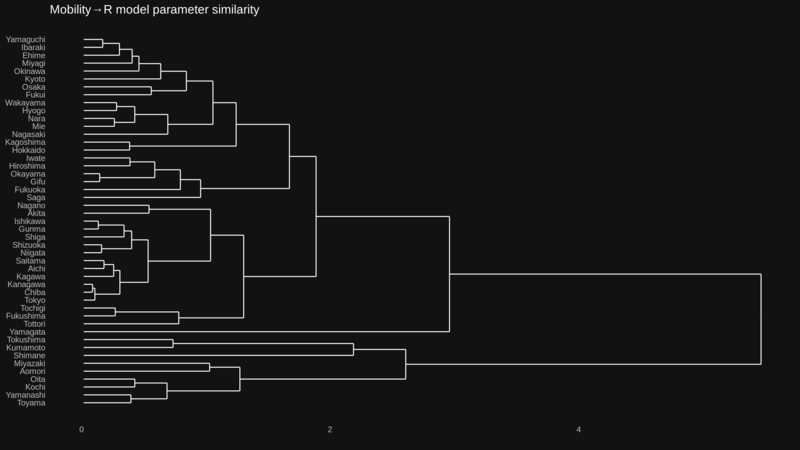 Mobility→R model parameter similarity
Yamaguchi
Ibaraki
Ehime
Miyagi
Okinawa
Kyoto
Osaka
Fukui
Wakayama
Hyogo
Nara
Mie
Nagasaki
Kagoshima
Hokkaido
Iwate
Hiroshima
Okayama
Gifu
Fukuoka
Saga
Nagano
Akita
Ishikawa
Gunma
Shiga
Shizuoka
Niigata
Saitama
Aichi
Kagawa
Kanagawa
Chiba
Tokyo
Tochigi
Fukushima
Tottori
Yamagata
Tokushima
Kumamoto
Shimane
Miyazaki
Aomori
Oita
Kochi
Yamanashi
Toyama
0 2 4